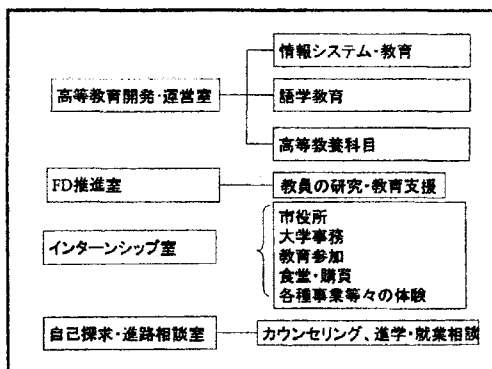 情報システム・教育
高等教育開発・運営室
語学教育
高等教養科目
FD推進室
教員の研究・教育支援
インターンシップ室
市役所
大学事務
教育参加
食堂・購買
各種事業等々の体験
自己探求・進路相談室
カウンセリング、進学・就業相談